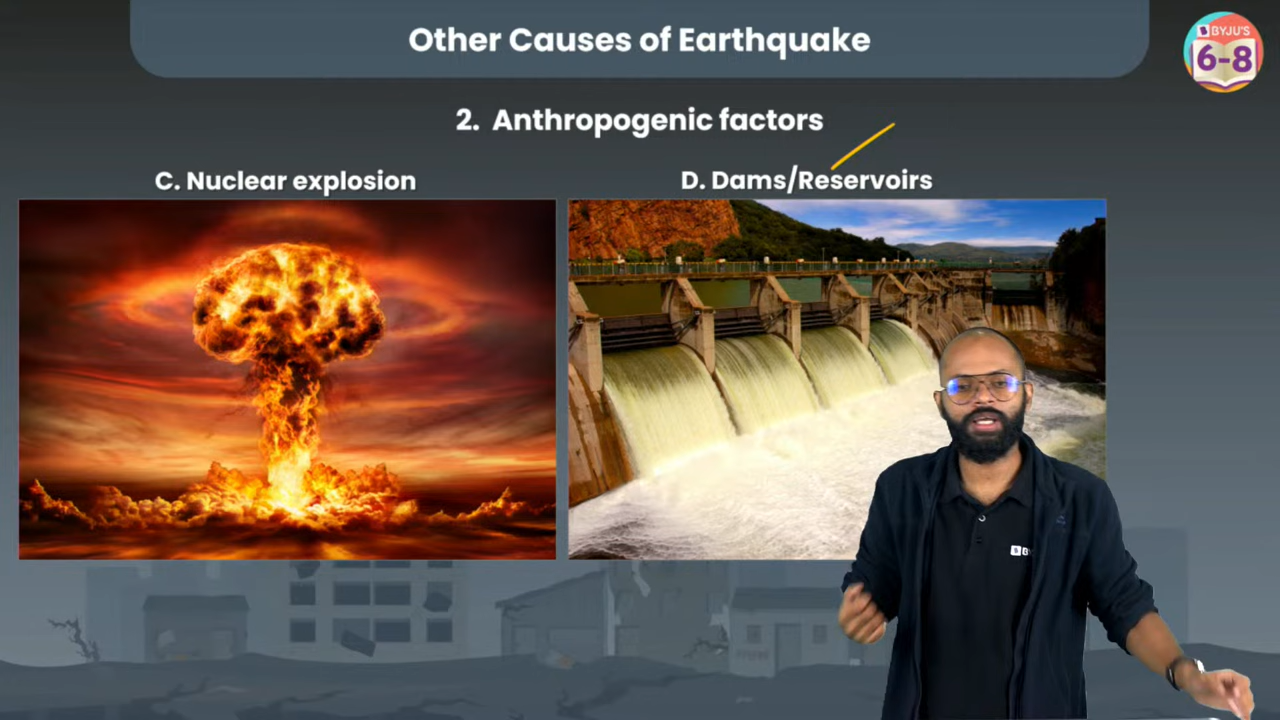 Other Causes of Earthquake
BYJU'S
6-8
2. Anthropogenic factors
C. Nuclear explosion
D. Dams/Reservoirs